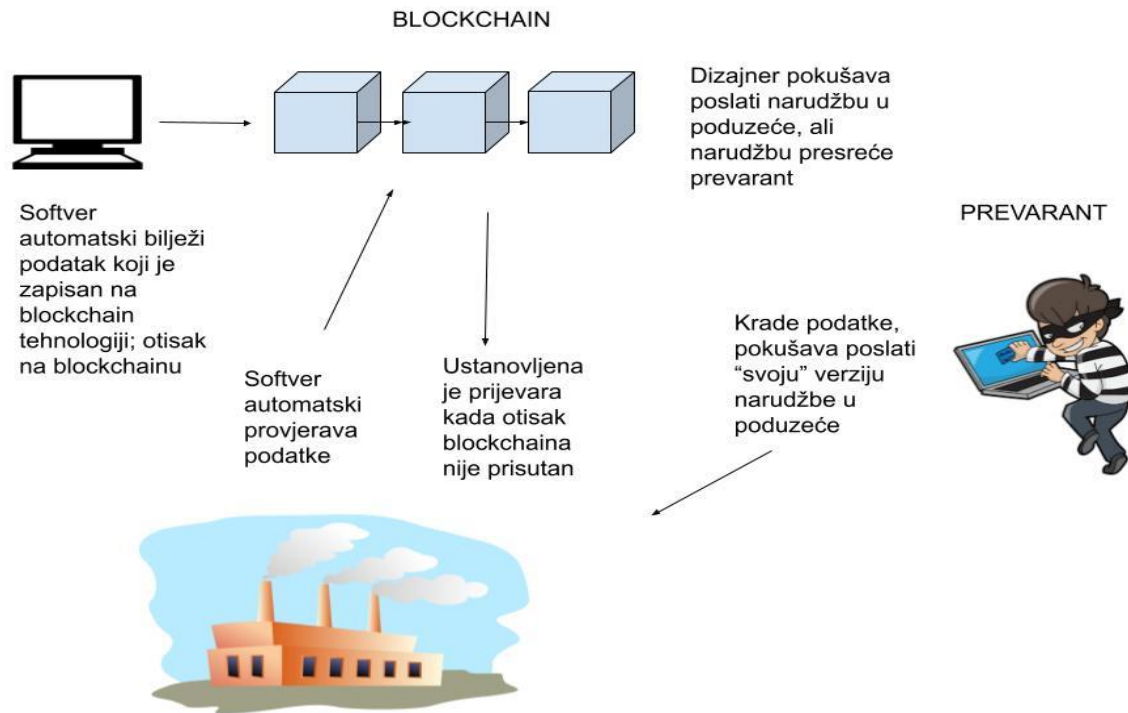 BLOCKCHAIN
Dizajner pokušava
poslati narudžbu u
poduzeće, ali
narudžbu presreće
prevarant
Softver
automatski bilježi
podatak koji je
zapisan na
blockchain
tehnologiji; otisak
na blockchainu
Softver
automatski
provjerava
podatke
Ustanovljena
je prijevara
kada otisak
blockchaina
nije prisutan
Krade podatke,
pokušava poslati
“svoju” verziju
narudžbe u
poduzeće
PREVARANT